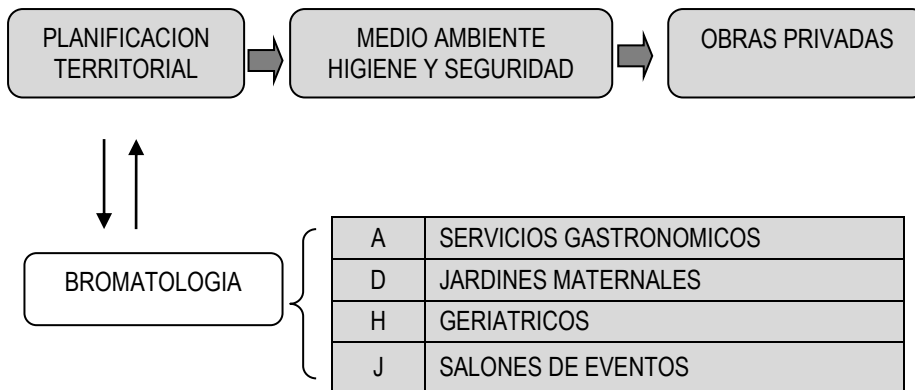 PLANIFICACION
TERRITORIAL
MEDIO AMBIENTE
HIGIENE Y SEGURIDAD
OBRAS PRIVADAS
BROMATOLOGIA
A SERVICIOS GASTRONOMICOS
D JARDINES MATERNALES
H GERIATRICOS
J SALONES DE EVENTOS